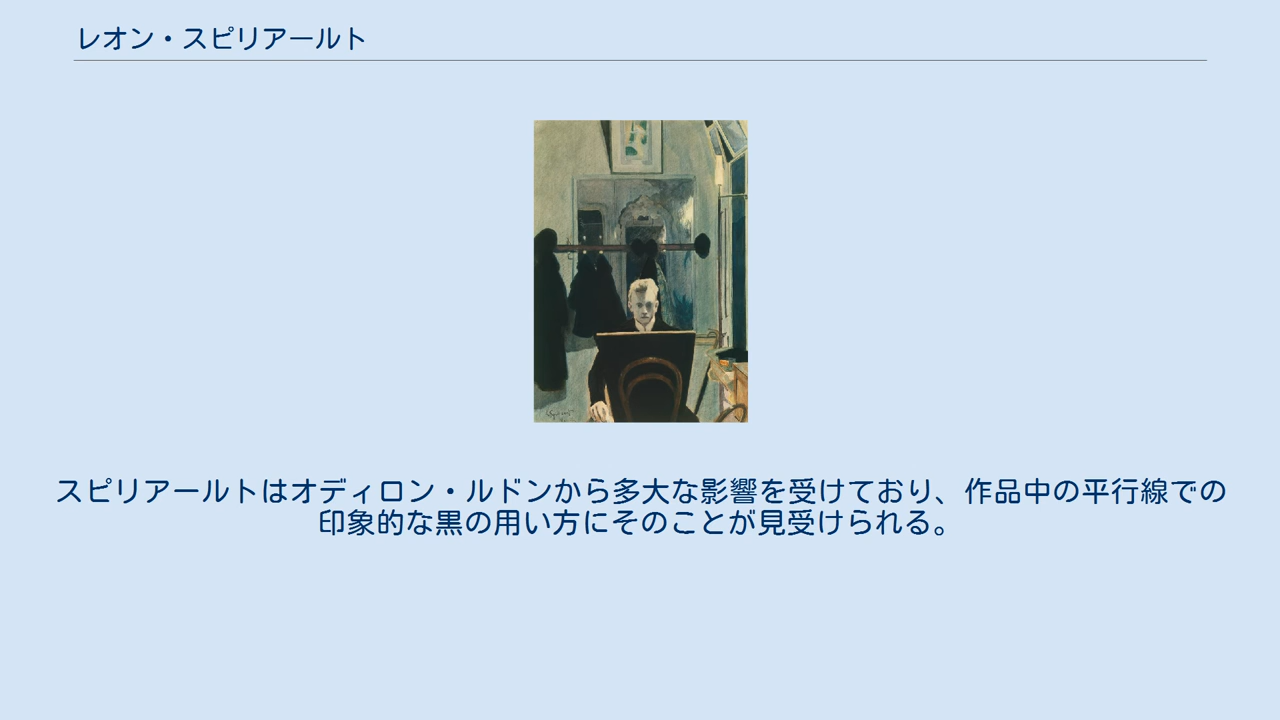 レオン・スピリアールト
スピリアールトはオディロン・ルドンから多大な影響を受けており、作品中の平行線での
印象的な黒の用い方にそのことが見受けられる。